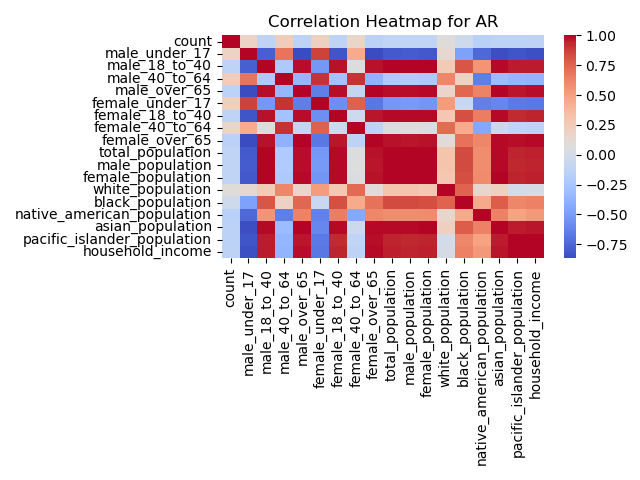 Correlation Heatmap for AR
count
male_under_17
male_18_to_40
male_40_to_64
male_over_65
female_under_17
female_18_to_40
female_40_to_64
female_over_65
total_population
male_population
female_population
white_population
black_population
native_american_population
asian_population
pacific_islander_population
household_income
count
male_under_17
male_18_to_40
male_40_to_64
male_over_65
female_under_17
female_18_to_40
female_40_to_64
female_over_65
total_population
male_population
female_population
white_population
black_population
native_american_population
asian_population
pacific_islander_population
household_income
1.00
0.75
0.50
0.25
0.00
−0.25
−0.50
−0.75